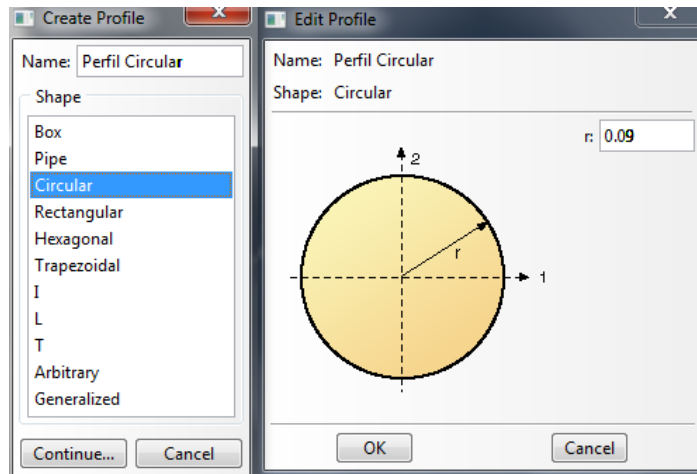 Create Profile
Name: Perfil Circular
Shape
Box
Pipe
Circular
Rectangular
Hexagonal
Trapezoidal
I
L
T
Arbitrary
Generalized
Continue...
Cancel
Edit Profile
Name: Perfil Circular
Shape: Circular
r: 0.09
2
r
1
OK
Cancel